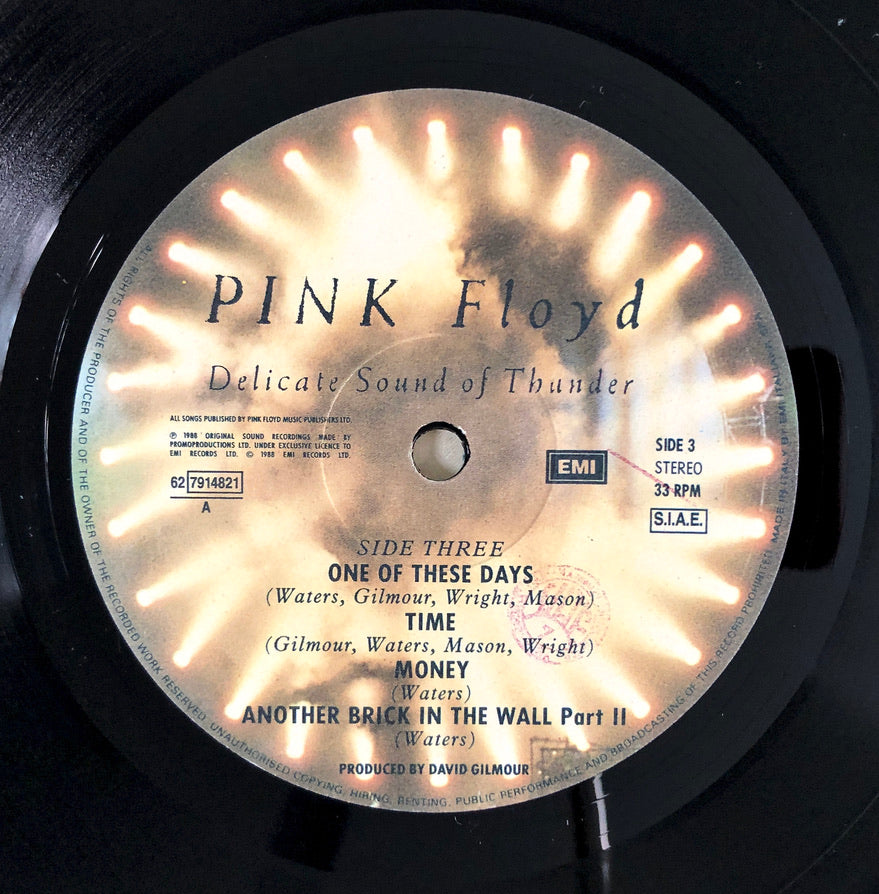 PINK Floyd
Delicate Sound of Thunder
ALL SONGS PUBLISHED BY PINK FLOYD MUSIC PUBLISHERS LTD.
℗ 1988 ORIGINAL SOUND RECORDINGS MADE BY
PROMOPRODUCTIONS LTD. UNDER EXCLUSIVE LICENCE TO
EMI RECORDS LTD. © 1988 EMI RECORDS LTD.
62 7914821
A
EMI
SIDE 3
STEREO
33 RPM
S.I.A.E.
SIDE THREE
ONE OF THESE DAYS
(Waters, Gilmour, Wright, Mason)
TIME
(Gilmour, Waters, Mason, Wright)
MONEY
(Waters)
ANOTHER BRICK IN THE WALL Part II
(Waters)
PRODUCED BY DAVID GILMOUR
ALL RIGHTS OF THE PRODUCER AND OF THE OWNER OF THE RECORDED WORK RESERVED. UNAUTHORISED COPYING, HIRING, RENTING, PUBLIC PERFORMANCE AND BROADCASTING OF THIS RECORD PROHIBITED. MADE IN ITALY BY EMI ITALIANA